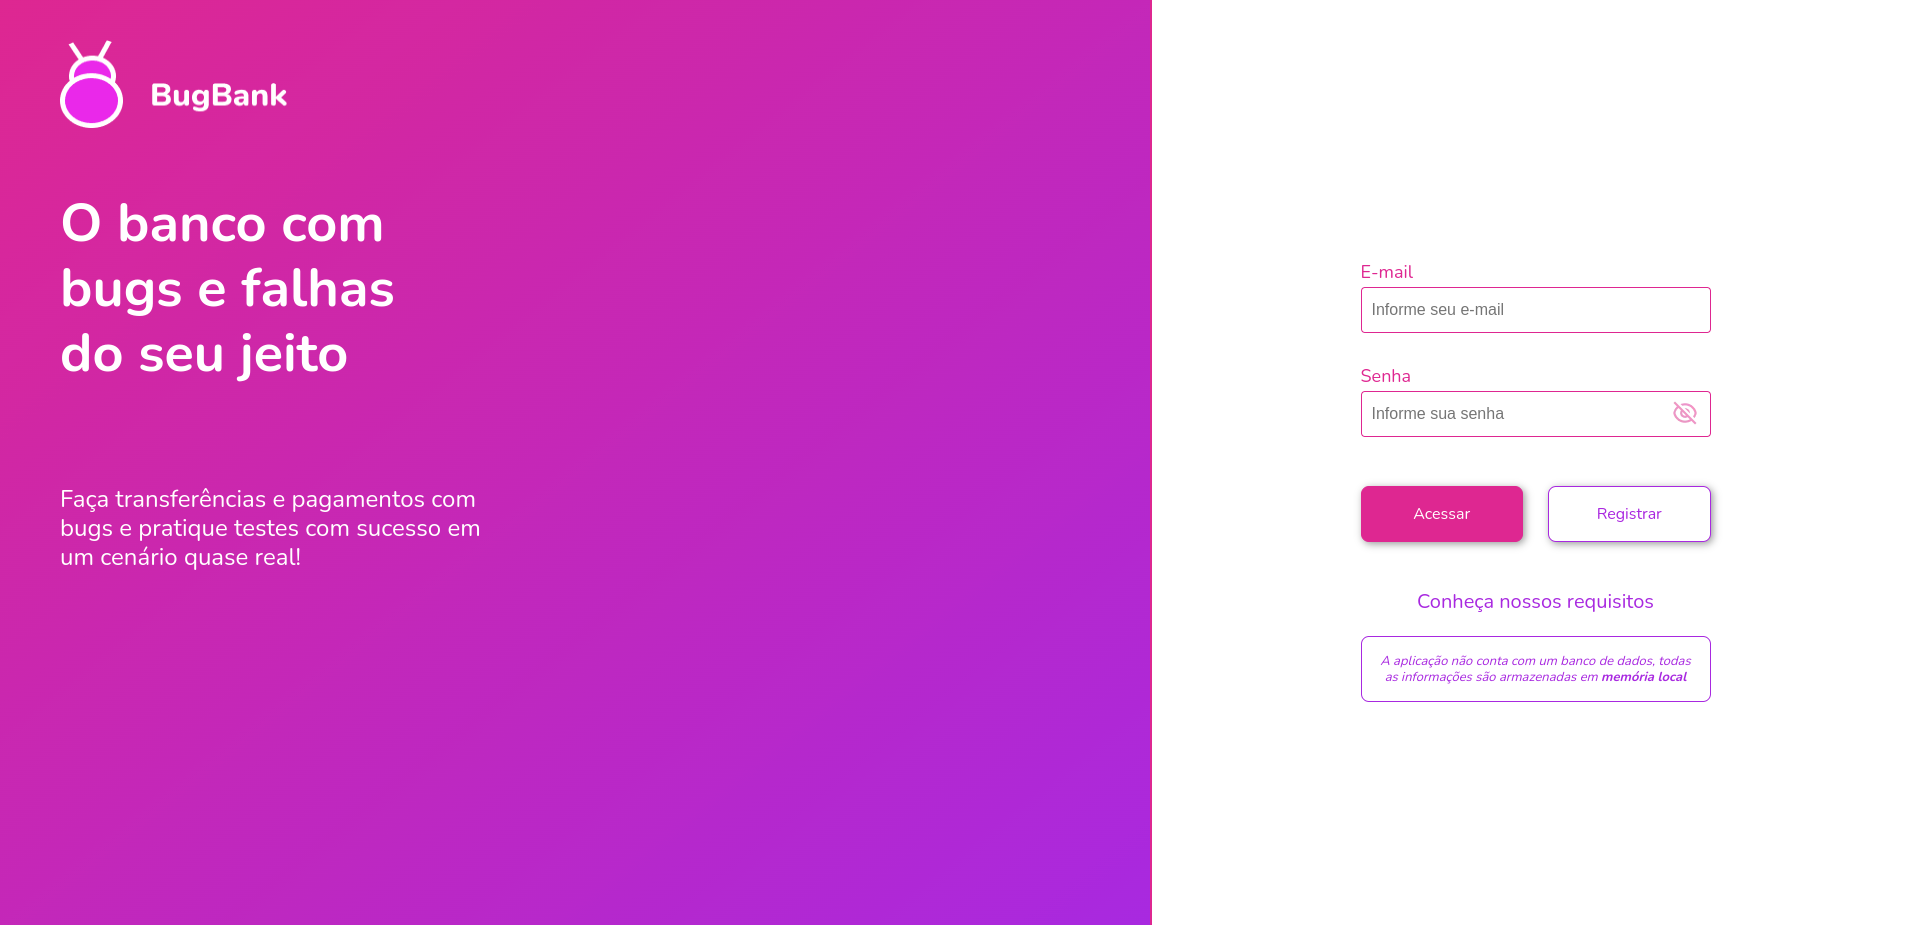 BugBank
O banco com
bugs e falhas
do seu jeito
Faça transferências e pagamentos com
bugs e pratique testes com sucesso em
um cenário quase real!
E-mail
Informe seu e-mail
Senha
Informe sua senha
Acessar
Registrar
Conheça nossos requisitos
A aplicação não conta com um banco de dados, todas
as informações são armazenadas em memória local